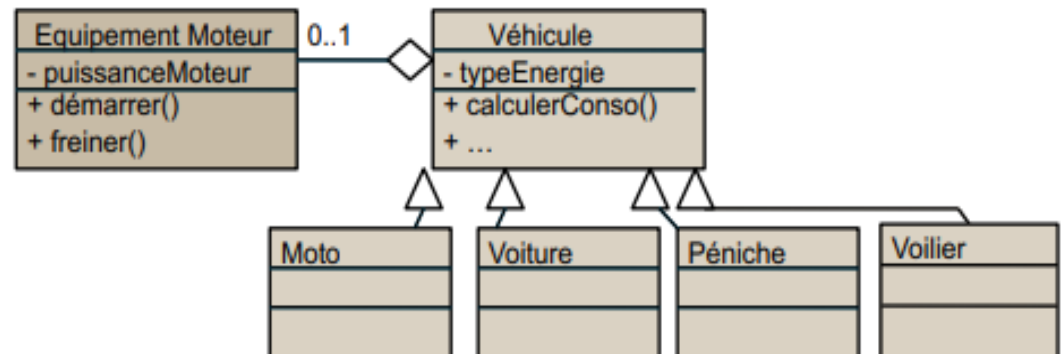 Equipement Moteur
- puissanceMoteur
+ démarrer()
+ freiner()
0..1
Véhicule
- typeEnergie
+ calculerConso()
+ ...
Moto
Voiture
Péniche
Voilier